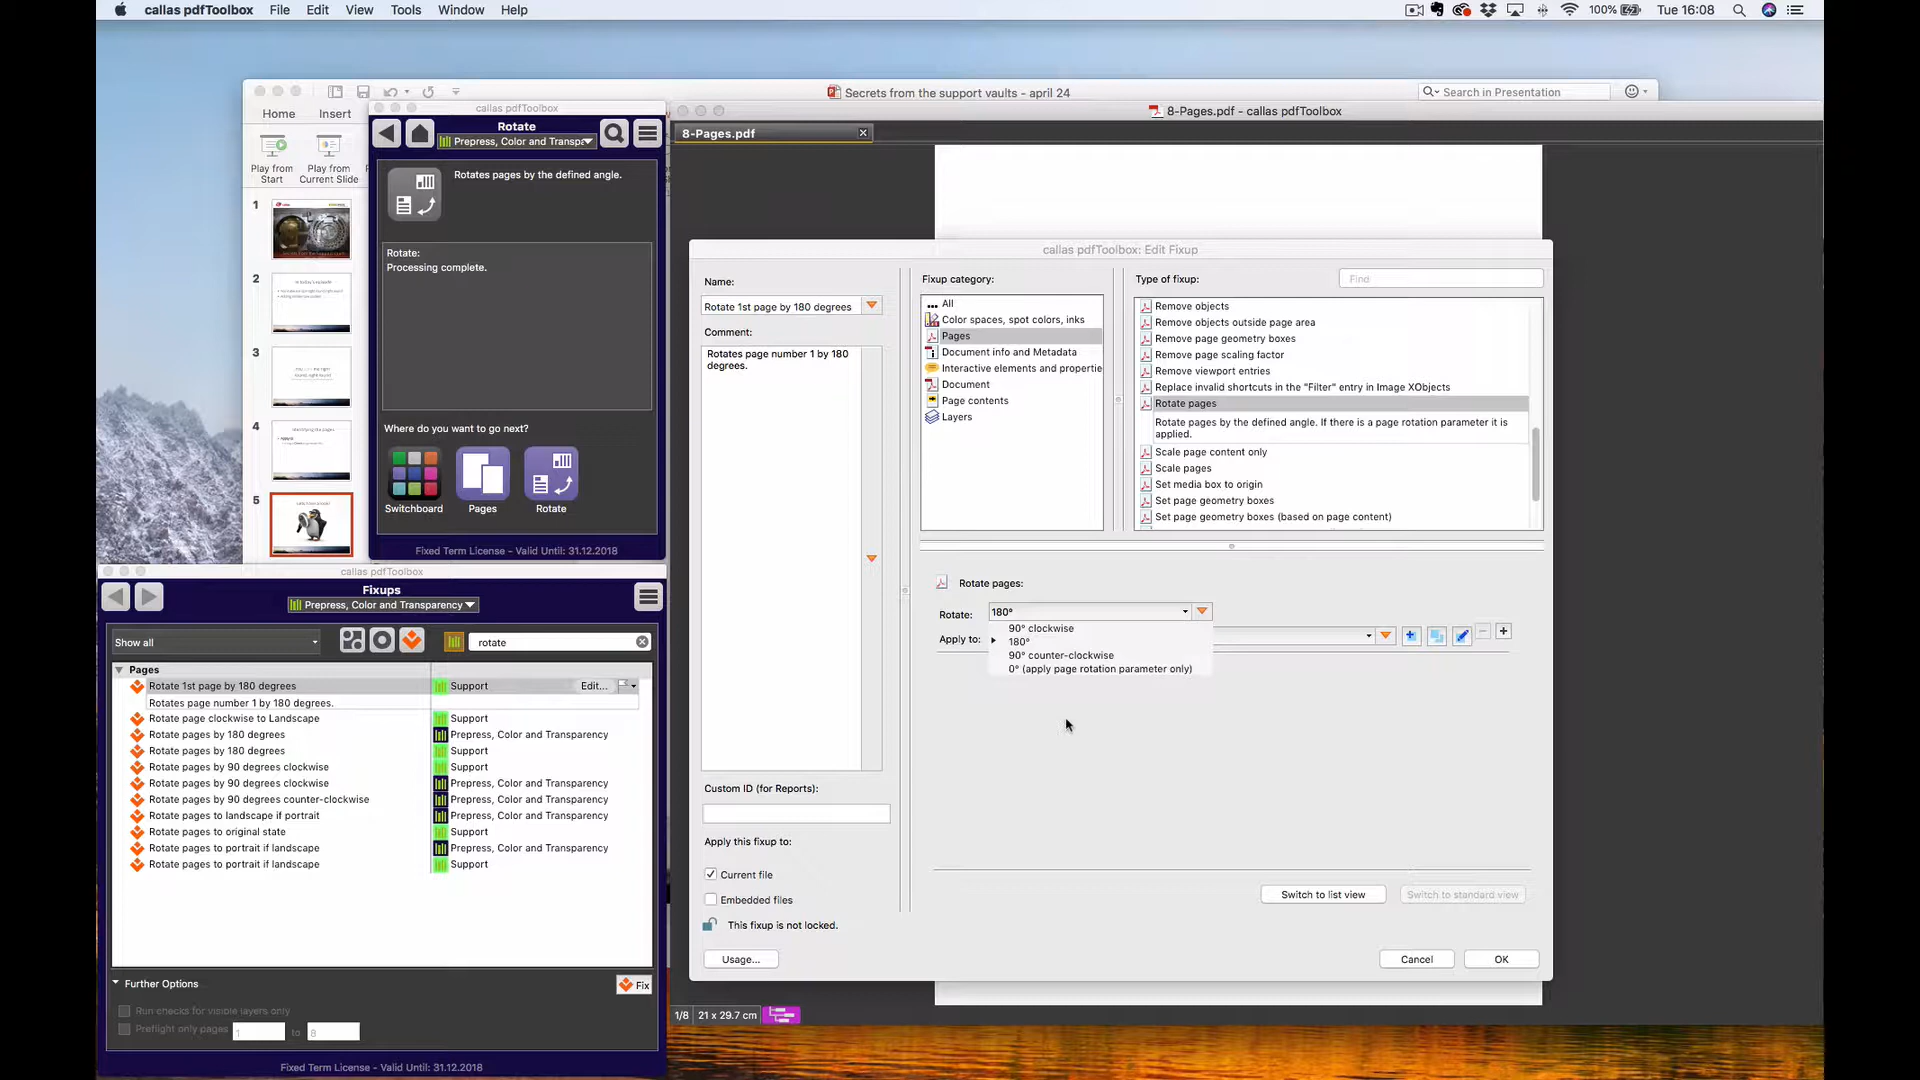 callas pdfToolbox File Edit View Tools Window Help
100% Tue 16:08
Secrets from the support vaults - april 24
Search in Presentation
Home Insert
Play from Start
Play from Current Slide
1
2
3
4
5
callas pdfToolbox
Rotate
Prepress, Color and Transpa
Rotates pages by the defined angle.
Rotate:
Processing complete.
Where do you want to go next?
Switchboard Pages Rotate
Fixed Term License - Valid Until: 31.12.2018
callas pdfToolbox
Fixups
Prepress, Color and Transparency
Show all
rotate
Pages
Rotate 1st page by 180 degrees Support Edit...
Rotates page number 1 by 180 degrees.
Rotate page clockwise to Landscape Support
Rotate pages by 180 degrees Prepress, Color and Transparency
Rotate pages by 180 degrees Support
Rotate pages by 90 degrees clockwise Support
Rotate pages by 90 degrees clockwise Prepress, Color and Transparency
Rotate pages by 90 degrees counter-clockwise Prepress, Color and Transparency
Rotate pages to landscape if portrait Prepress, Color and Transparency
Rotate pages to original state Support
Rotate pages to portrait if landscape Prepress, Color and Transparency
Rotate pages to portrait if landscape Support
Further Options
Fix
Run checks for visible layers only
Preflight only pages 1 to 8
Fixed Term License - Valid Until: 31.12.2018
8-Pages.pdf - callas pdfToolbox
8-Pages.pdf
callas pdfToolbox: Edit Fixup
Name:
Rotate 1st page by 180 degrees
Comment:
Rotates page number 1 by 180
degrees.
Custom ID (for Reports):
Apply this fixup to:
Current file
Embedded files
This fixup is not locked.
Usage...
Fixup category:
All
Color spaces, spot colors, inks
Pages
Document info and Metadata
Interactive elements and propertie
Document
Page contents
Layers
Type of fixup:
Find
Remove objects
Remove objects outside page area
Remove page geometry boxes
Remove page scaling factor
Remove viewport entries
Replace invalid shortcuts in the "Filter" entry in Image XObjects
Rotate pages
Rotate pages by the defined angle. If there is a page rotation parameter it is
applied.
Scale page content only
Scale pages
Set media box to origin
Set page geometry boxes
Set page geometry boxes (based on page content)
Rotate pages:
Rotate: 180°
90° clockwise
Apply to: 180°
90° counter-clockwise
0° (apply page rotation parameter only)
Switch to list view Switch to standard view
Cancel OK
1/8 21 x 29.7 cm